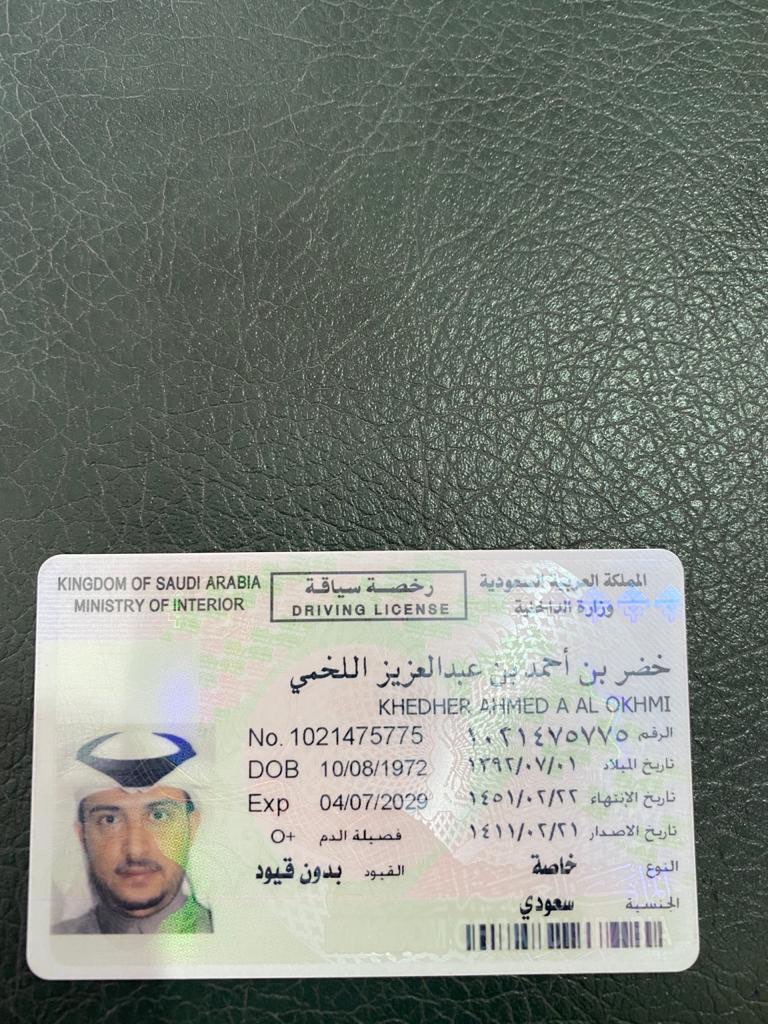 KINGDOM OF SAUDI ARABIA
MINISTRY OF INTERIOR
رخصة سياقة
DRIVING LICENSE
المملكة العربية السعودية
وزارة الداخلية
خضر بن أحمد بن عبدالعزيز اللخمي
KHEDHER AHMED A AL OKHMI
No. 1021475775 الرقم ١٠٢١٤٧٥٧٧٥
DOB 10/08/1972 تاريخ الميلاد ١٣٩٢/٠٧/٠١
Exp 04/07/2029 تاريخ الإنتهاء ١٤٥١/٠٢/٢٢
تاريخ الاصدار ١٤١١/٠٢/٢١ فصيلة الدم O+
النوع خاصة القيود بدون قيود
الجنسية سعودي